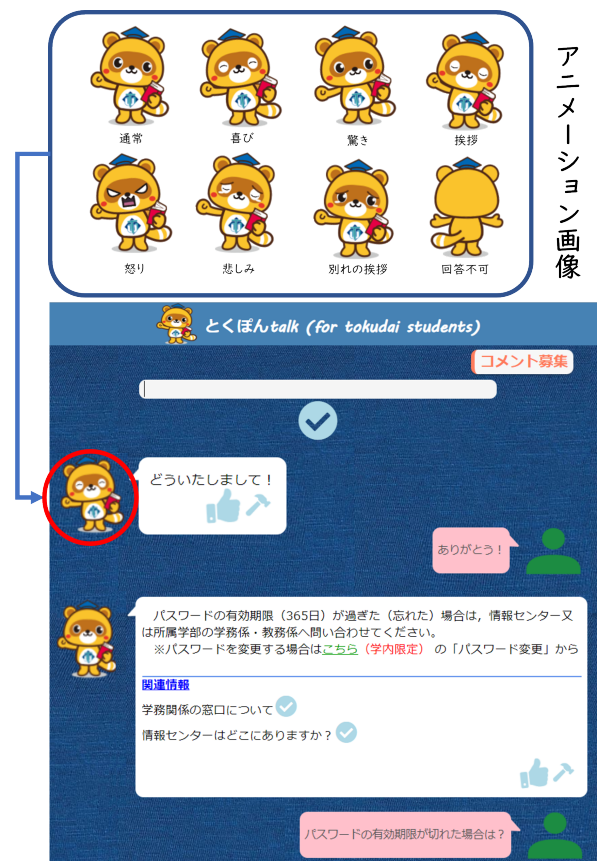 アニメーション画像
通常
喜び
驚き
挨拶
怒り
悲しみ
別れの挨拶
回答不可
とくぽんtalk (for tokudai students)
コメント募集
どういたしまして！
ありがとう！
パスワードの有効期限（365日）が過ぎた（忘れた）場合は，情報センター又
は所属学部の学務係・教務係へ問い合わせてください。
※パスワードを変更する場合はこちら（学内限定） の「パスワード変更」から
関連情報
学務関係の窓口について
情報センターはどこにありますか？
パスワードの有効期限が切れた場合は？